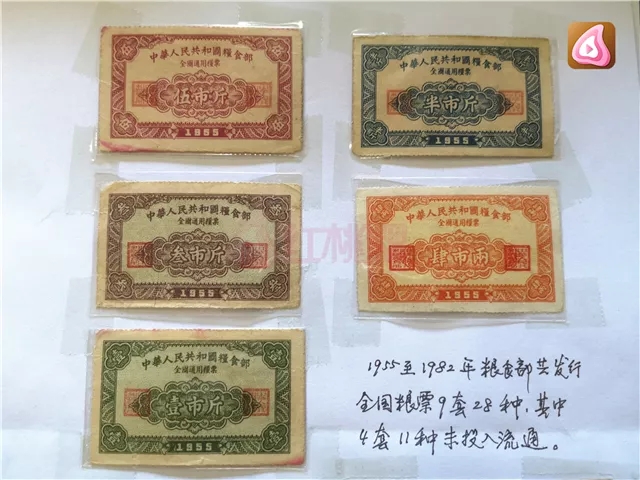 中華人民共和國糧食部
全國通用糧票
伍市斤
1955
中華人民共和國糧食部
全國通用糧票
半市斤
1955
中華人民共和國糧食部
全國通用糧票
叁市斤
1955
中華人民共和國糧食部
全國通用糧票
肆市兩
1955
中華人民共和國糧食部
全國通用糧票
壹市斤
1955
1955至1982年粮食部共发行
全国粮票9套28种,其中
4套11种未投入流通。